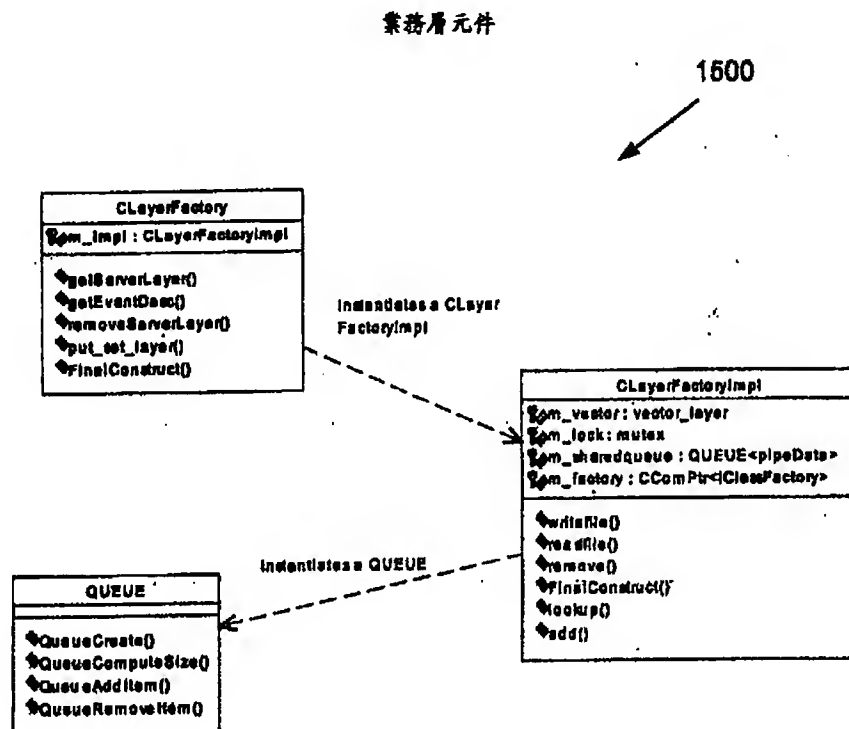 業務層元件
1500
CLayerFactory
m_impl : CLayerFactoryImpl
getServerLayer()
getEventDesc()
removeServerLayer()
put_set_layer()
FinalConstruct()
Instantiates a CLayer
FactoryImpl
CLayerFactoryImpl
m_vector : vector_layer
m_lock : mutex
m_sharedqueue : QUEUE<pipeData>
m_factory : CComPtr<IClassFactory>
writefile()
readfile()
remove()
FinalConstruct()
lookup()
add()
Instantiates a QUEUE
QUEUE
QueueCreate()
QueueComputeSize()
QueueAddItem()
QueueRemoveItem()